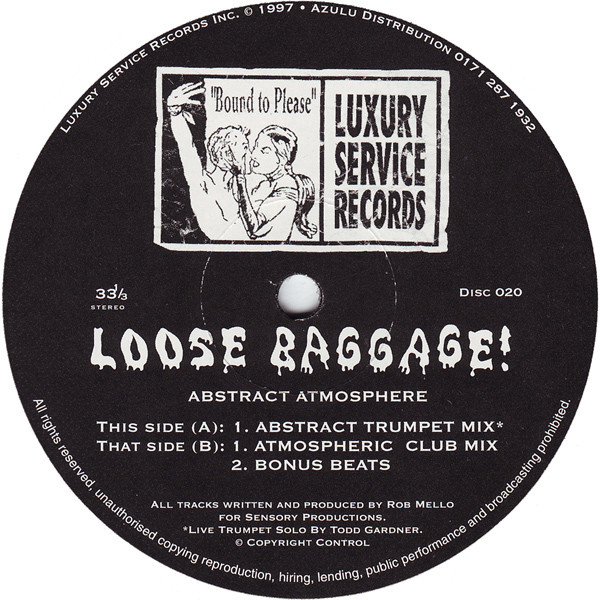 Luxury Service Records Inc. © 1997 • Azulu Distribution 0171 287 1932
"Bound to Please"
LUXURY
SERVICE
RECORDS
33⅓
STEREO
Disc 020
LOOSE BAGGAGE!
ABSTRACT ATMOSPHERE
This side (A): 1. ABSTRACT TRUMPET MIX*
That side (B): 1. ATMOSPHERIC CLUB MIX
2. BONUS BEATS
All tracks written and produced by Rob Mello
for Sensory Productions.
*Live Trumpet Solo By Todd Gardner.
© Copyright Control
All rights reserved, unauthorised copying reproduction, hiring, lending, public performance and broadcasting prohibited.